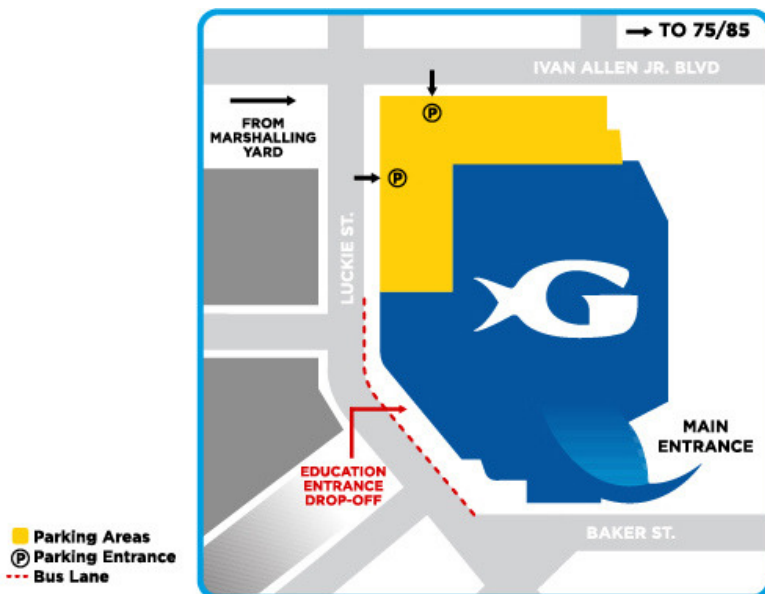 → TO 75/85
IVAN ALLEN JR. BLVD
FROM
MARSHALLING
YARD
P
P
LUCKIE ST.
G
MAIN
ENTRANCE
EDUCATION
ENTRANCE
DROP-OFF
BAKER ST.
Parking Areas
P Parking Entrance
Bus Lane